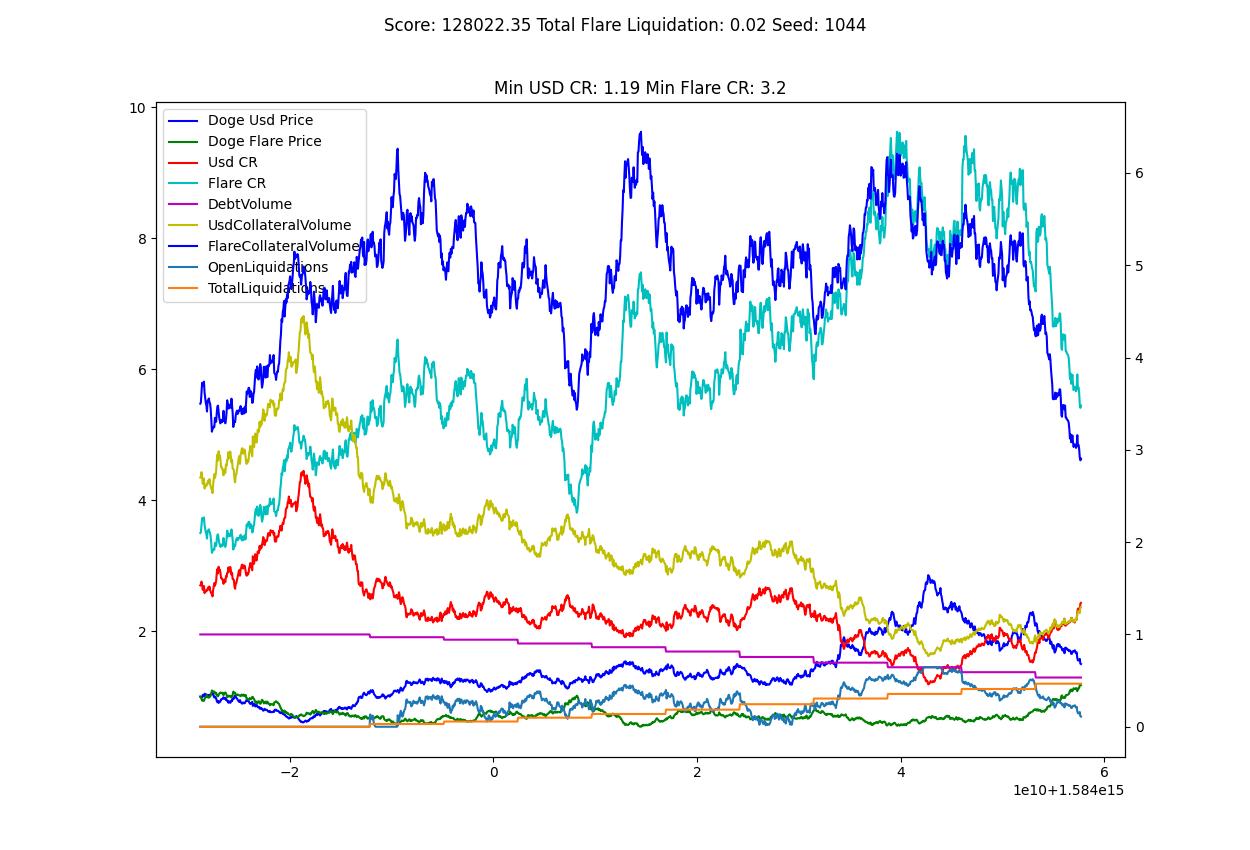 Score: 128022.35 Total Flare Liquidation: 0.02 Seed: 1044
Min USD CR: 1.19 Min Flare CR: 3.2
Doge Usd Price
Doge Flare Price
Usd CR
Flare CR
DebtVolume
UsdCollateralVolume
FlareCollateralVolume
OpenLiquidations
TotalLiquidations
10
8
6
4
2
6
5
4
3
2
1
0
−2
0
2
4
6
1e10+1.584e15